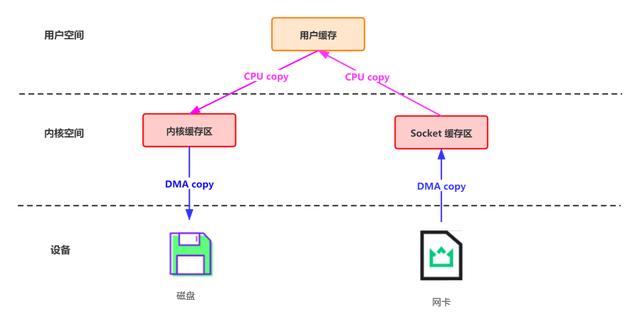 用户空间
用户缓存
CPU copy
CPU copy
内核空间
内核缓存区
Socket 缓存区
DMA copy
DMA copy
设备
磁盘
网卡